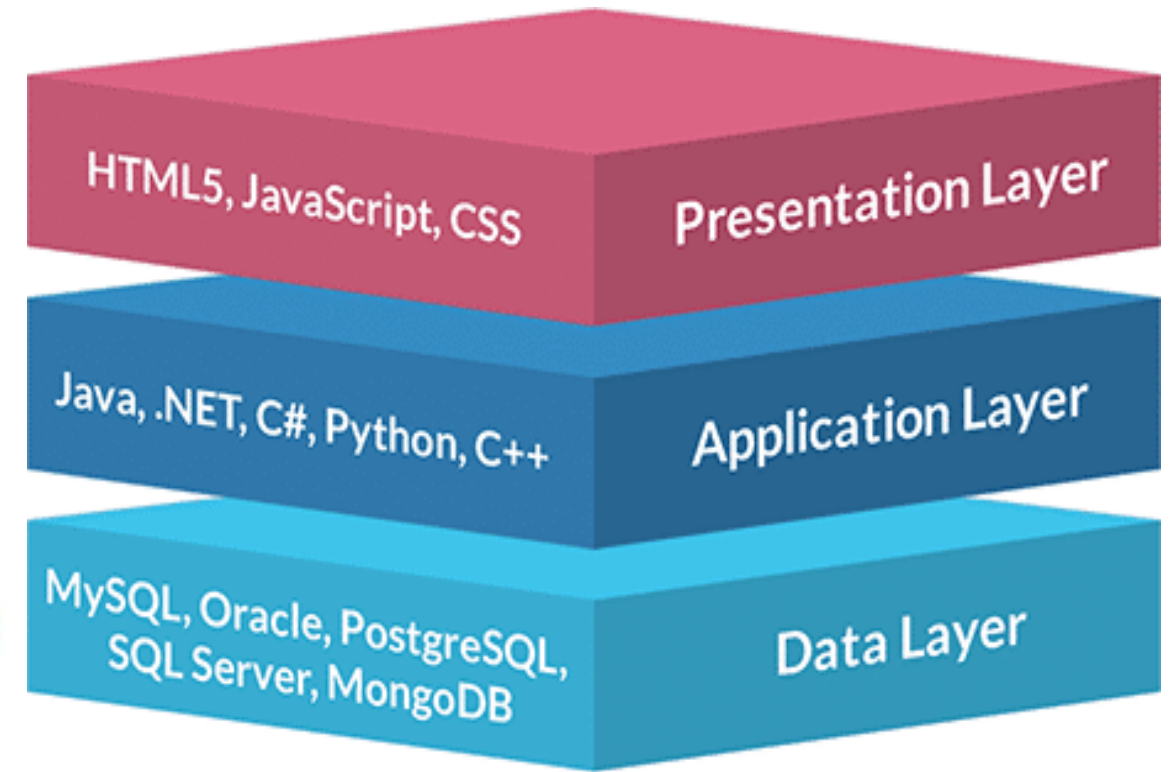 HTML5, JavaScript, CSS
Presentation Layer
Java, .NET, C#, Python, C++
Application Layer
MySQL, Oracle, PostgreSQL,
SQL Server, MongoDB
Data Layer